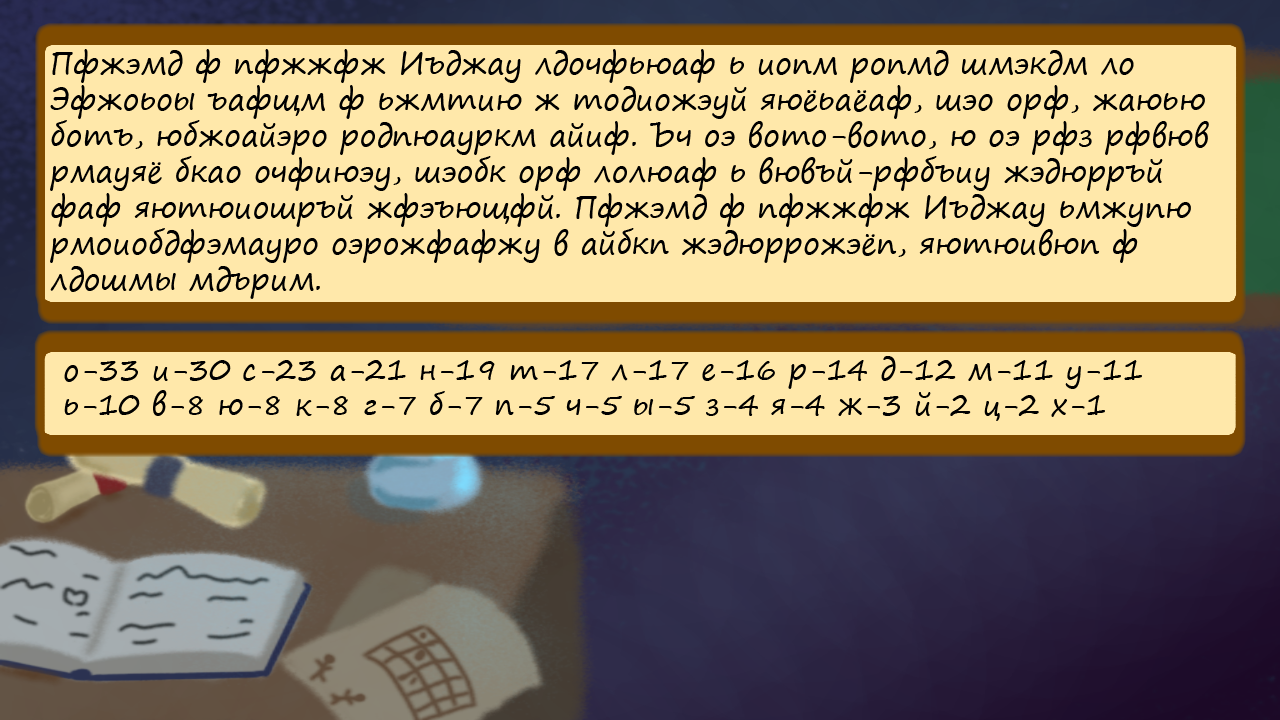 Пфжэмд ф пфжжфж Иъджау лдочфьюаф ь иопм ропмд шмэкдм ло
Эфжоьоы ъафщм ф ьжмтию ж тодиожэуй яюёьаёаф, шэо орф, жаюью
ботъ, юбжоайэро родпюауркм айиф. Ъч оэ вото-вото, ю оэ рфз рфвюв
рмауяё бкао очфиюэу, шэобк орф лолюаф ь вювъй-рфбъиу жэдюрръй
фаф яютюиошръй жфэъющфй. Пфжэмд ф пфжжфж Иъджау ьмжупю
рмоиобдфэмауро оэрожфафжу в айбкп жэдюррожэёп, яютюивюп ф
лдошмы мдърим.
о-33 и-30 с-23 а-21 н-19 т-17 л-17 е-16 р-14 д-12 м-11 у-11
ь-10 в-8 ю-8 к-8 г-7 б-7 п-5 ч-5 ы-5 з-4 я-4 ж-3 й-2 ц-2 х-1